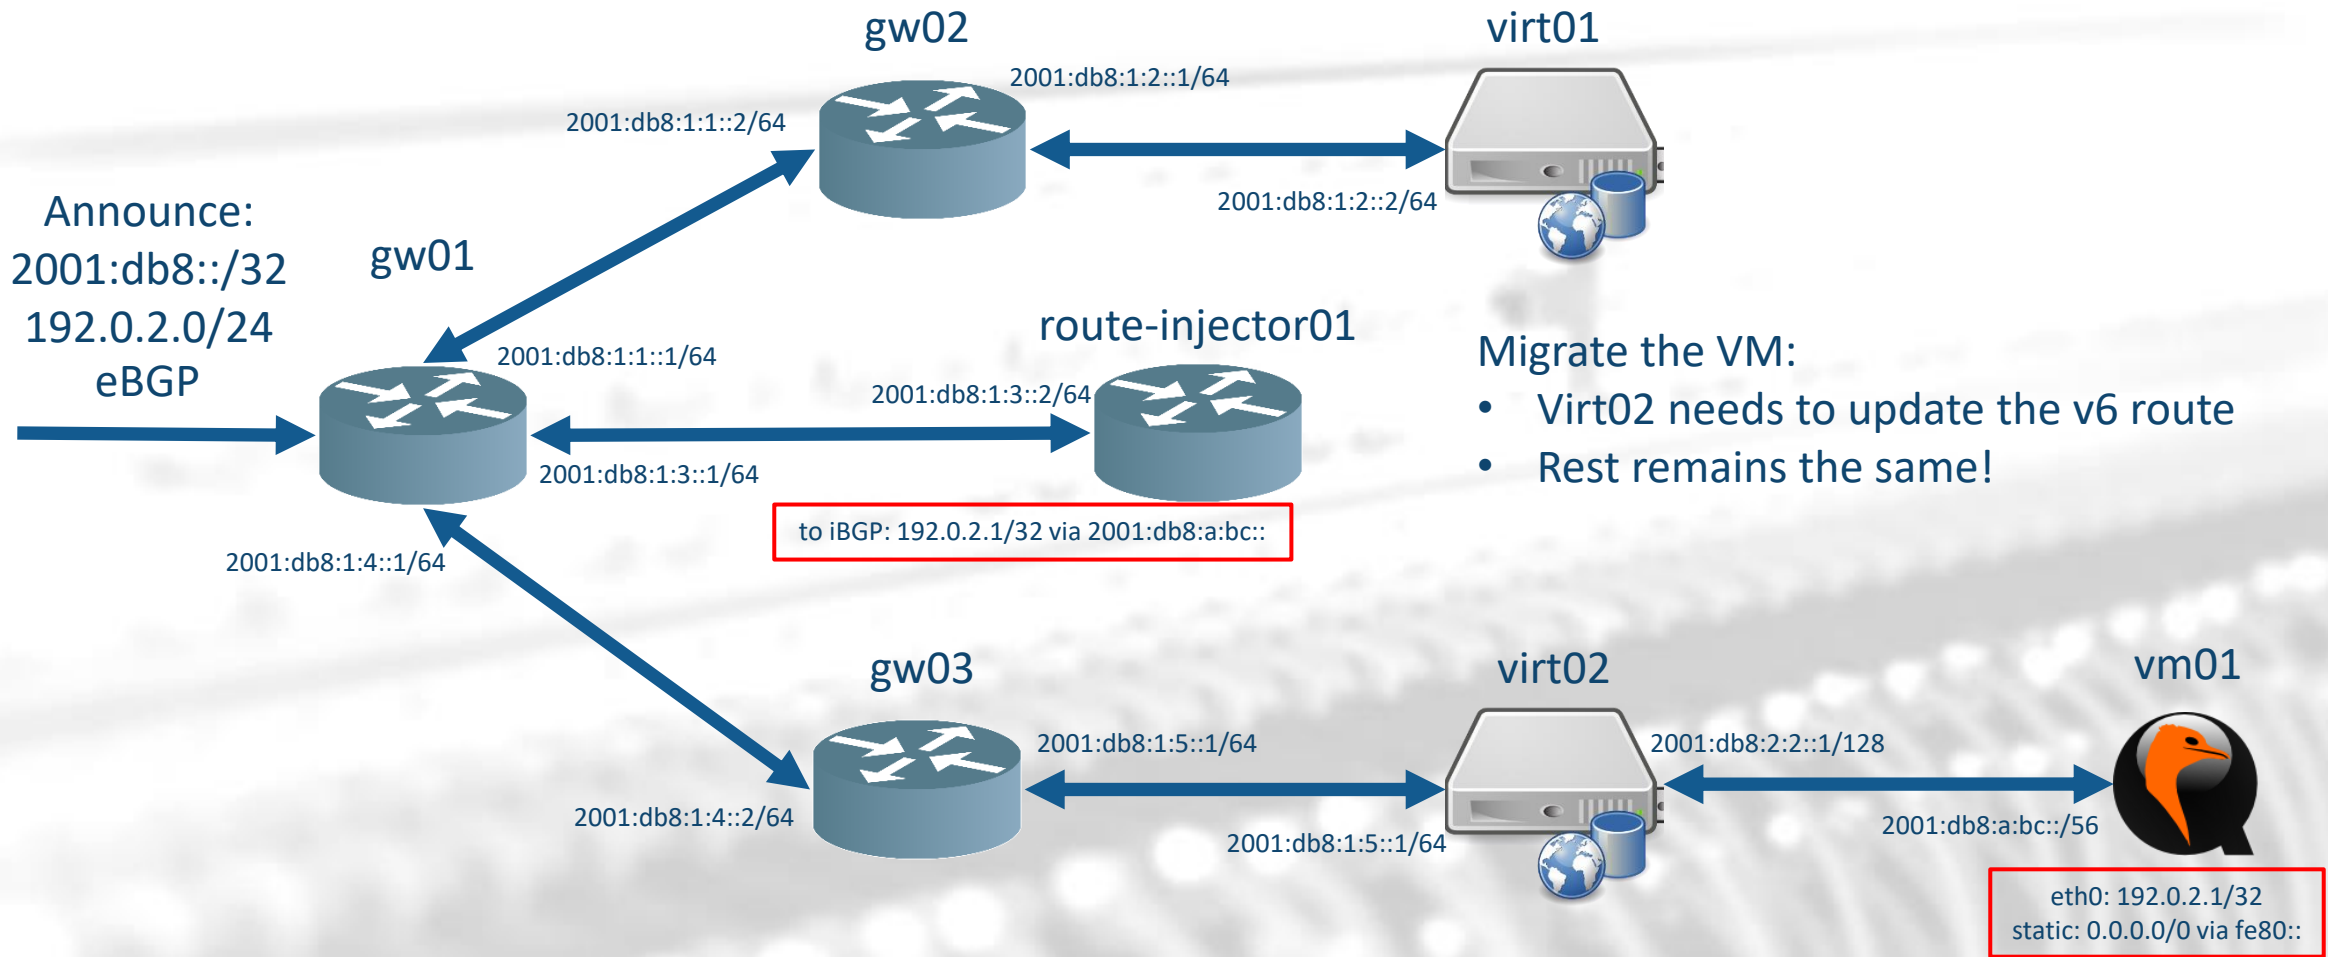 gw02
virt01
2001:db8:1:2::1/64
2001:db8:1:1::2/64
2001:db8:1:2::2/64
Announce:
2001:db8::/32
192.0.2.0/24
eBGP
gw01
route-injector01
2001:db8:1:1::1/64
2001:db8:1:3::2/64
2001:db8:1:3::1/64
to iBGP: 192.0.2.1/32 via 2001:db8:a:bc::
Migrate the VM:
• Virt02 needs to update the v6 route
• Rest remains the same!
2001:db8:1:4::1/64
gw03
virt02
vm01
2001:db8:1:5::1/64
2001:db8:2:2::1/128
2001:db8:1:4::2/64
2001:db8:1:5::1/64
2001:db8:a:bc::/56
eth0: 192.0.2.1/32
static: 0.0.0.0/0 via fe80::